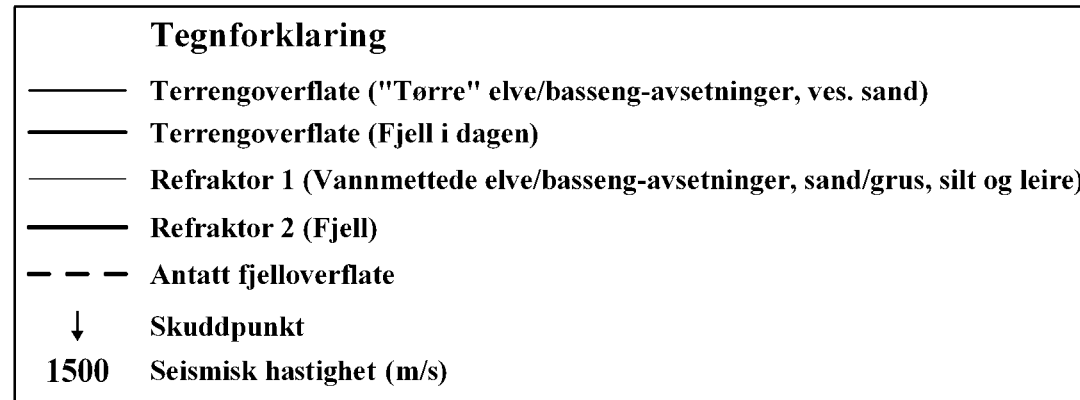 Tegnforklaring
Terrengoverflate ("Tørre" elve/basseng-avsetninger, ves. sand)
Terrengoverflate (Fjell i dagen)
Refraktor 1 (Vannmettede elve/basseng-avsetninger, sand/grus, silt og leire)
Refraktor 2 (Fjell)
Antatt fjelloverflate
Skuddpunkt
1500 Seismisk hastighet (m/s)